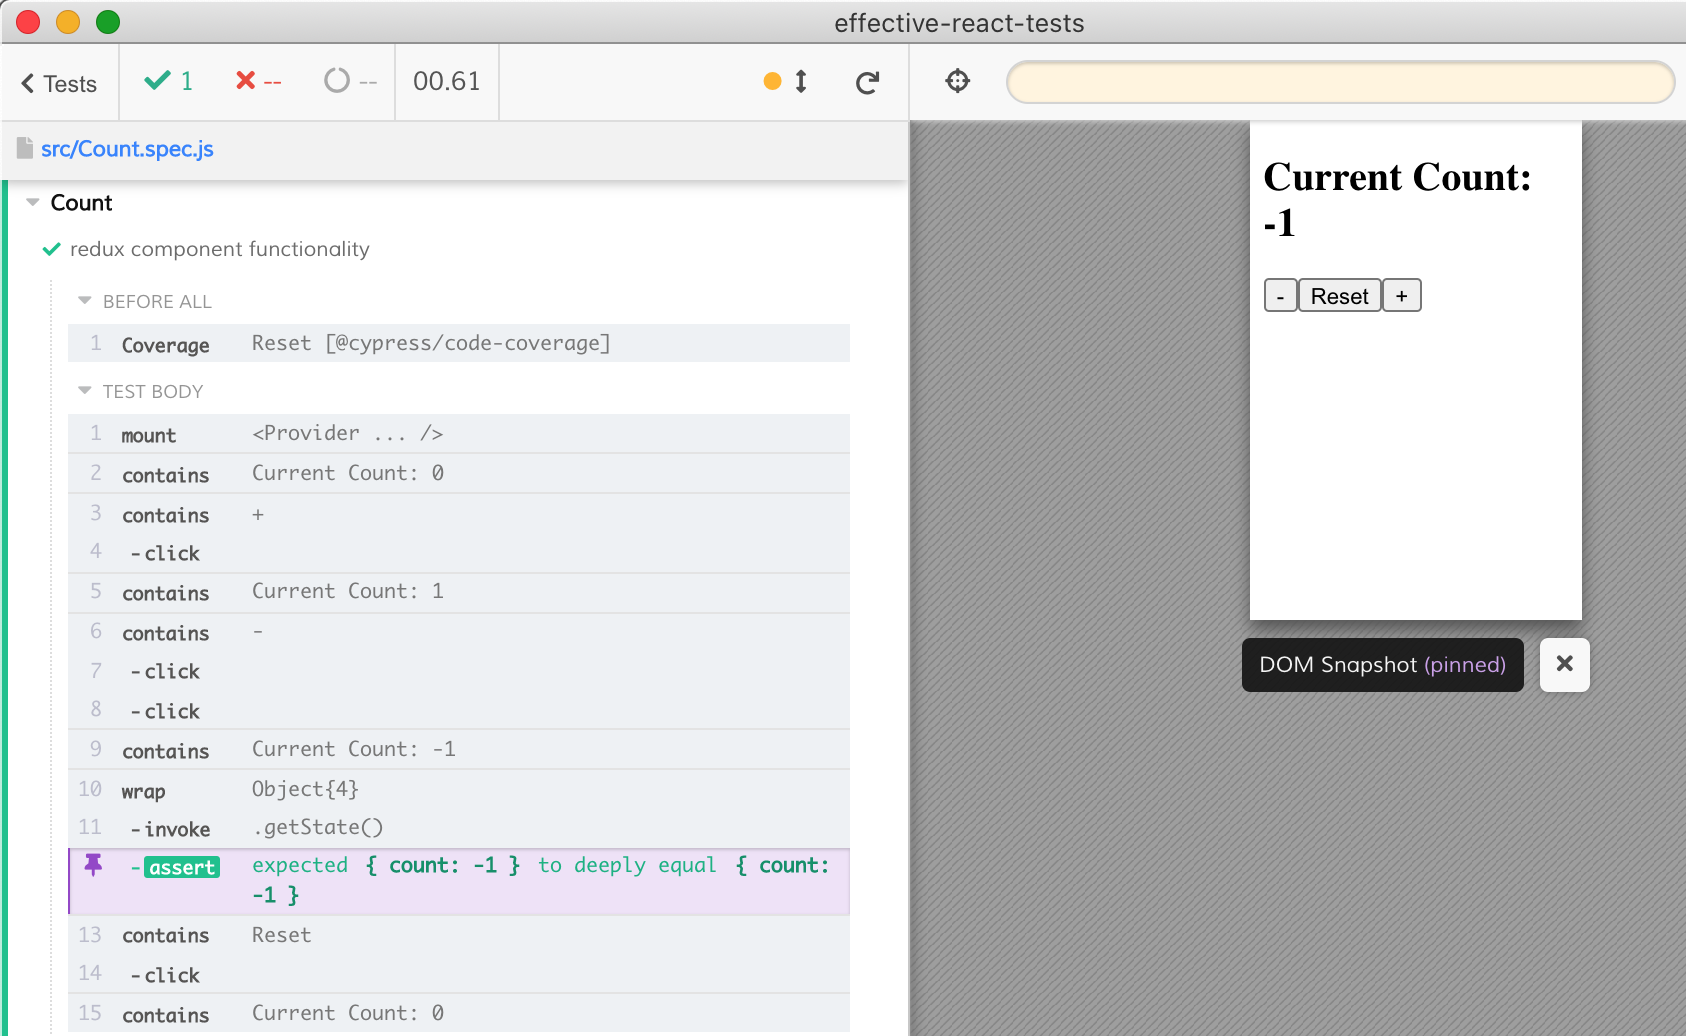 effective-react-tests
Tests
1
--
--
00.61
src/Count.spec.js
Count
redux component functionality
BEFORE ALL
1 Coverage Reset [@cypress/code-coverage]
TEST BODY
1 mount <Provider ... />
2 contains Current Count: 0
3 contains +
4 -click
5 contains Current Count: 1
6 contains -
7 -click
8 -click
9 contains Current Count: -1
10 wrap Object{4}
11 -invoke .getState()
-assert expected { count: -1 } to deeply equal { count:
-1 }
13 contains Reset
14 -click
15 contains Current Count: 0
Current Count:
-1
- Reset +
DOM Snapshot (pinned)